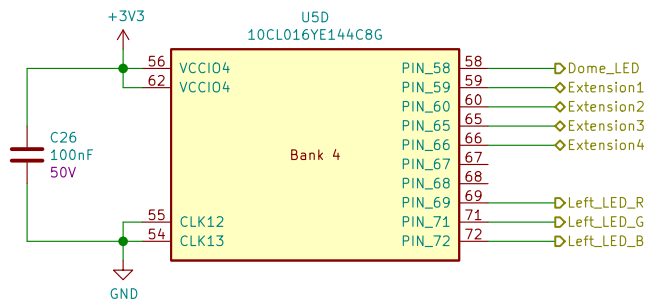 +3V3
U5D
10CL016YE144C8G
56 VCCIO4 PIN_58 58 Dome_LED
62 VCCIO4 PIN_59 59 Extension1
PIN_60 60 Extension2
PIN_65 65 Extension3
C26
100nF
50V
PIN_66 66 Extension4
Bank 4
PIN_67 67
PIN_68 68
PIN_69 69 Left_LED_R
55 CLK12 PIN_71 71 Left_LED_G
54 CLK13 PIN_72 72 Left_LED_B
GND